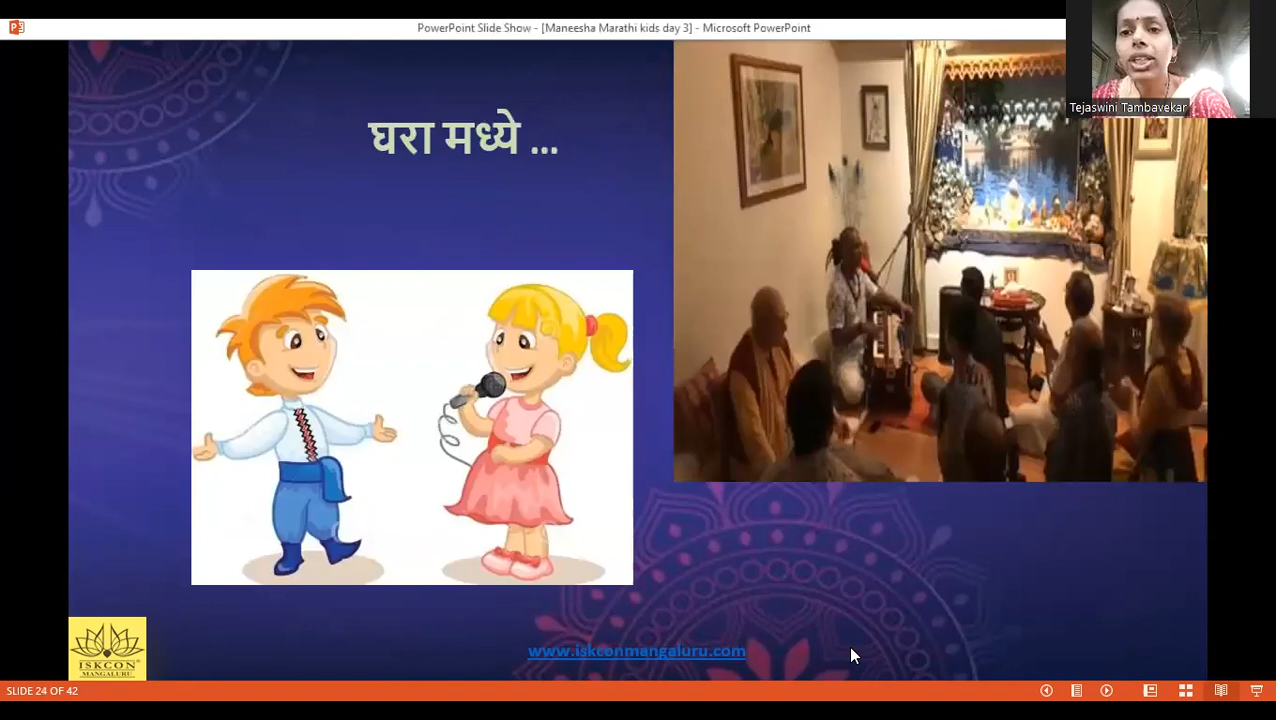 PowerPoint Slide Show - [Maneesha Marathi kids day 3] - Microsoft PowerPoint
Tejaswini Tambavekar
घरा मध्ये ...
ISKCON
MANGALURU
www.iskconmangaluru.com
SLIDE 24 OF 42